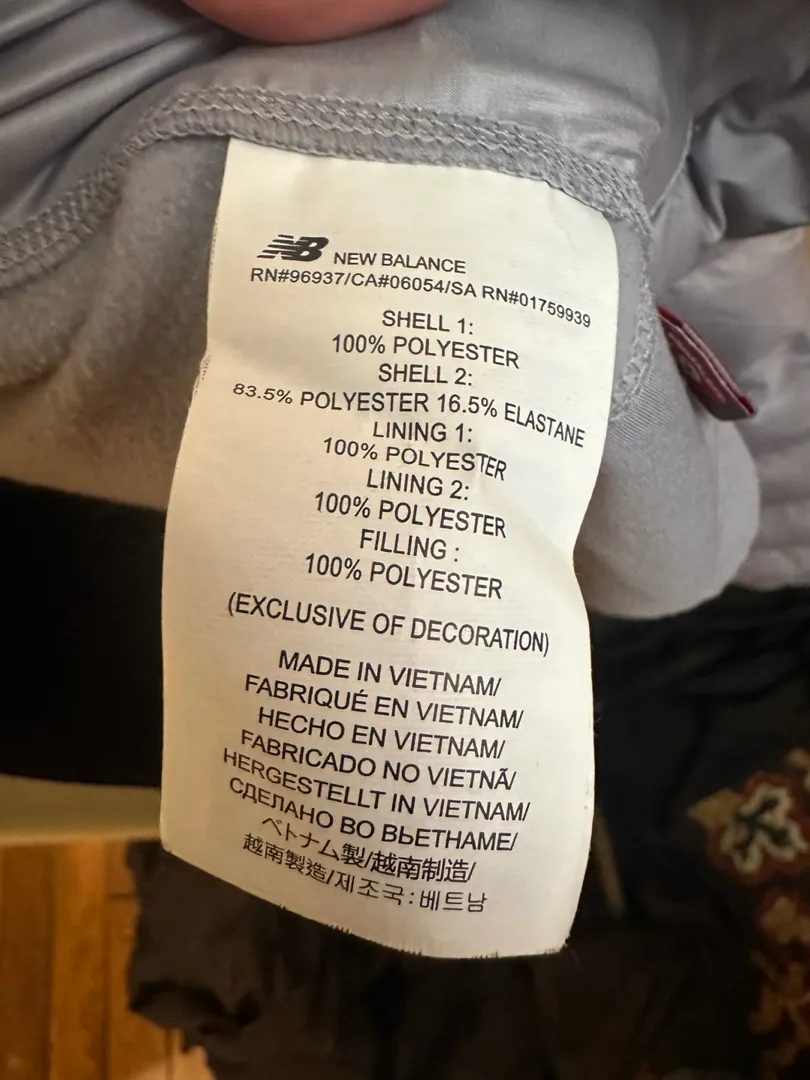 NB NEW BALANCE
RN#96937/CA#06054/SA RN#01759939
SHELL 1:
100% POLYESTER
SHELL 2:
83.5% POLYESTER 16.5% ELASTANE
LINING 1:
100% POLYESTER
LINING 2:
100% POLYESTER
FILLING :
100% POLYESTER
(EXCLUSIVE OF DECORATION)
MADE IN VIETNAM/
FABRIQUÉ EN VIETNAM/
HECHO EN VIETNAM/
FABRICADO NO VIETNÃ/
HERGESTELLT IN VIETNAM/
СДЕЛАНО ВО ВЬЕТНАМЕ/
ベトナム製/越南制造/
越南製造/제조국:베트남